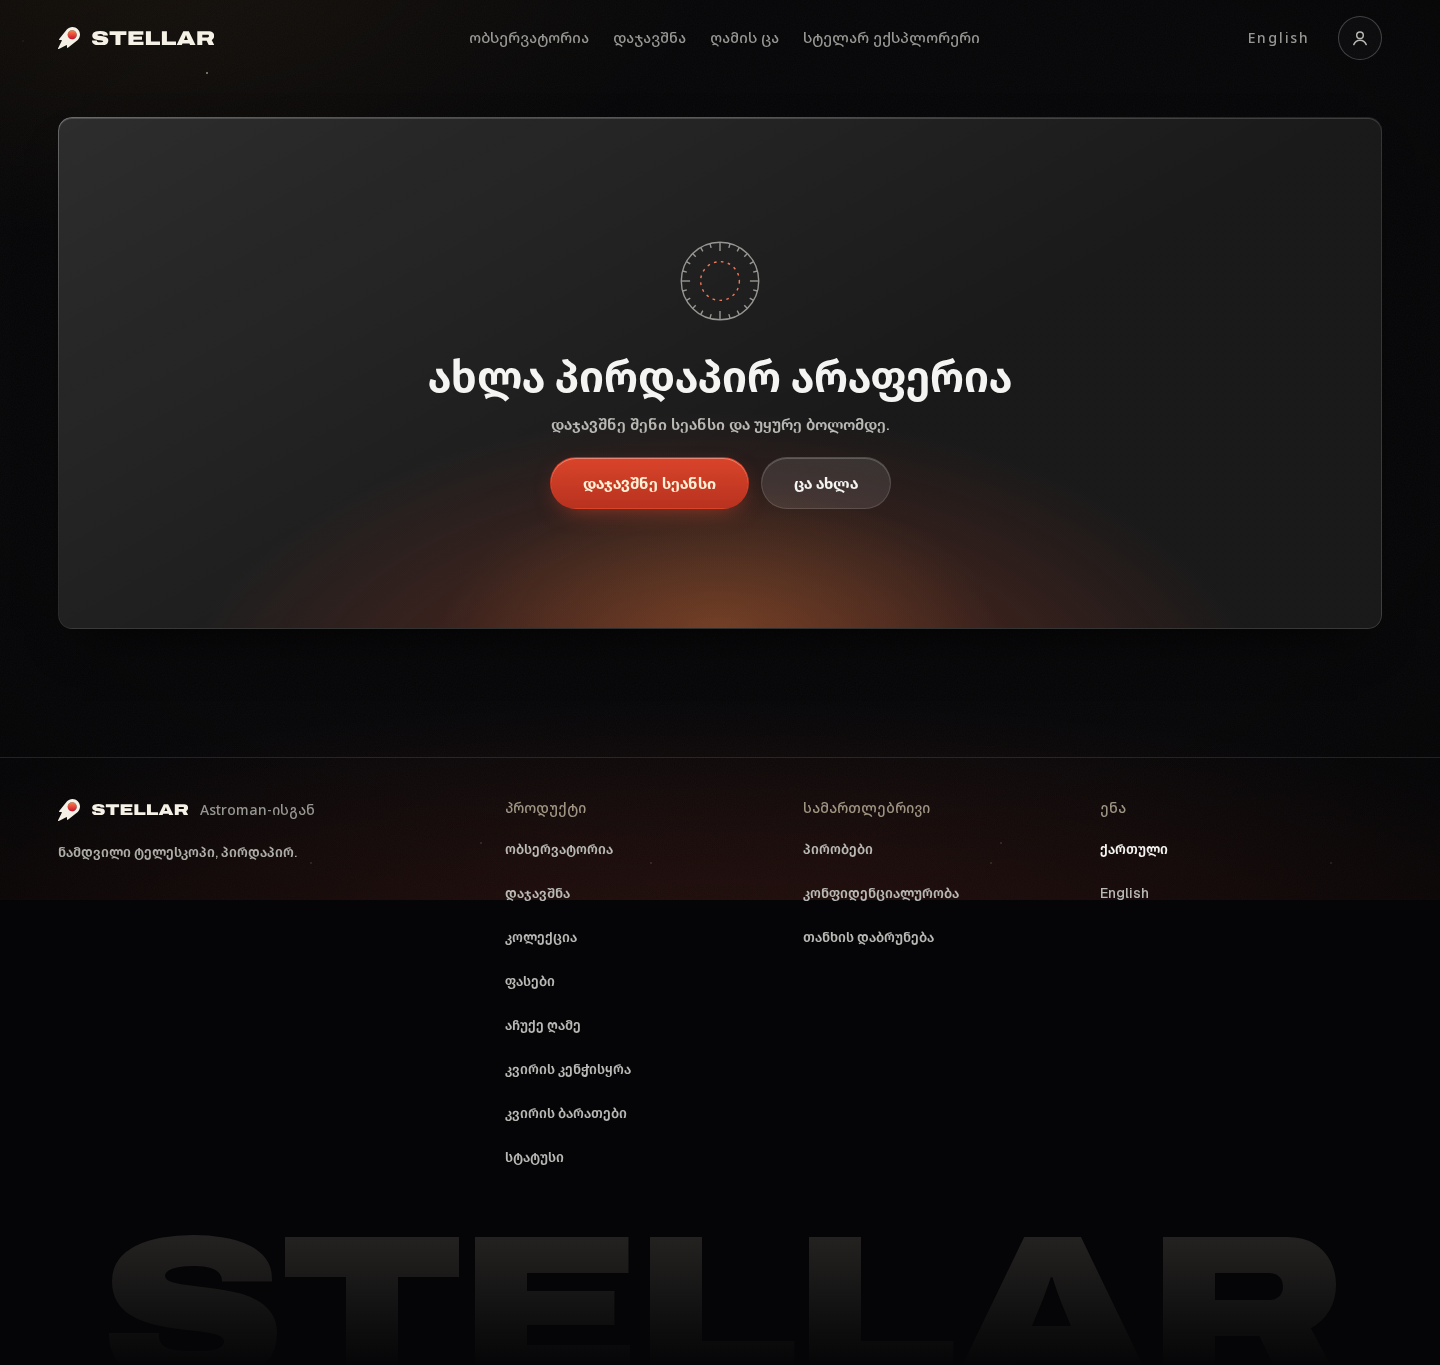 STELLAR
ობსერვატორია დაჯავშნა ღამის ცა სტელარ ექსპლორერი
English
ახლა პირდაპირ არაფერია
დაჯავშნე შენი სეანსი და უყურე ბოლომდე.
დაჯავშნე სეანსი
ცა ახლა
STELLAR Astroman-ისგან
ნამდვილი ტელესკოპი, პირდაპირ.
პროდუქტი
ობსერვატორია
დაჯავშნა
კოლექცია
ფასები
აჩუქე ღამე
კვირის კენჭისყრა
კვირის ბარათები
სტატუსი
სამართლებრივი
პირობები
კონფიდენციალურობა
თანხის დაბრუნება
ენა
ქართული
English
STELLAR